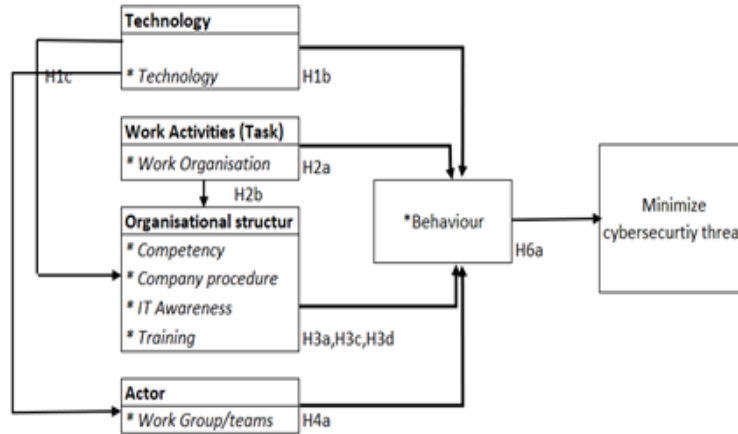 Technology
* Technology
H1c
H1b
Work Activities (Task)
* Work Organisation
H2a
H2b
Organisational structur
* Competency
* Company procedure
* IT Awareness
* Training
H3a,H3c,H3d
Actor
* Work Group/teams
H4a
*Behaviour
H6a
Minimize
cybersecurtiy threa